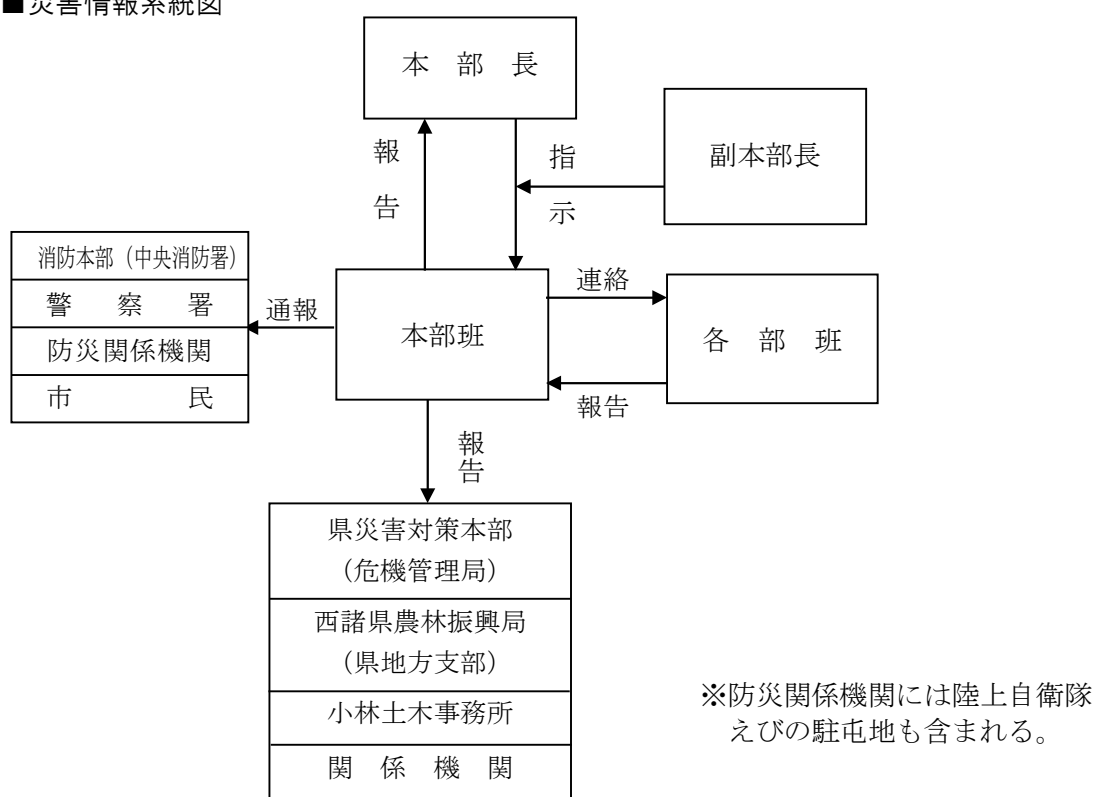 ■災害情報系統図
本 部 長
報告
指示
副本部長
消防本部（中央消防署）
警 察 署
防災関係機関
市 民
通報
本部班
連絡
報告
各 部 班
報告
県災害対策本部
（危機管理局）
西諸県農林振興局
（県地方支部）
小林土木事務所
関 係 機 関
※防災関係機関には陸上自衛隊
えびの駐屯地も含まれる。